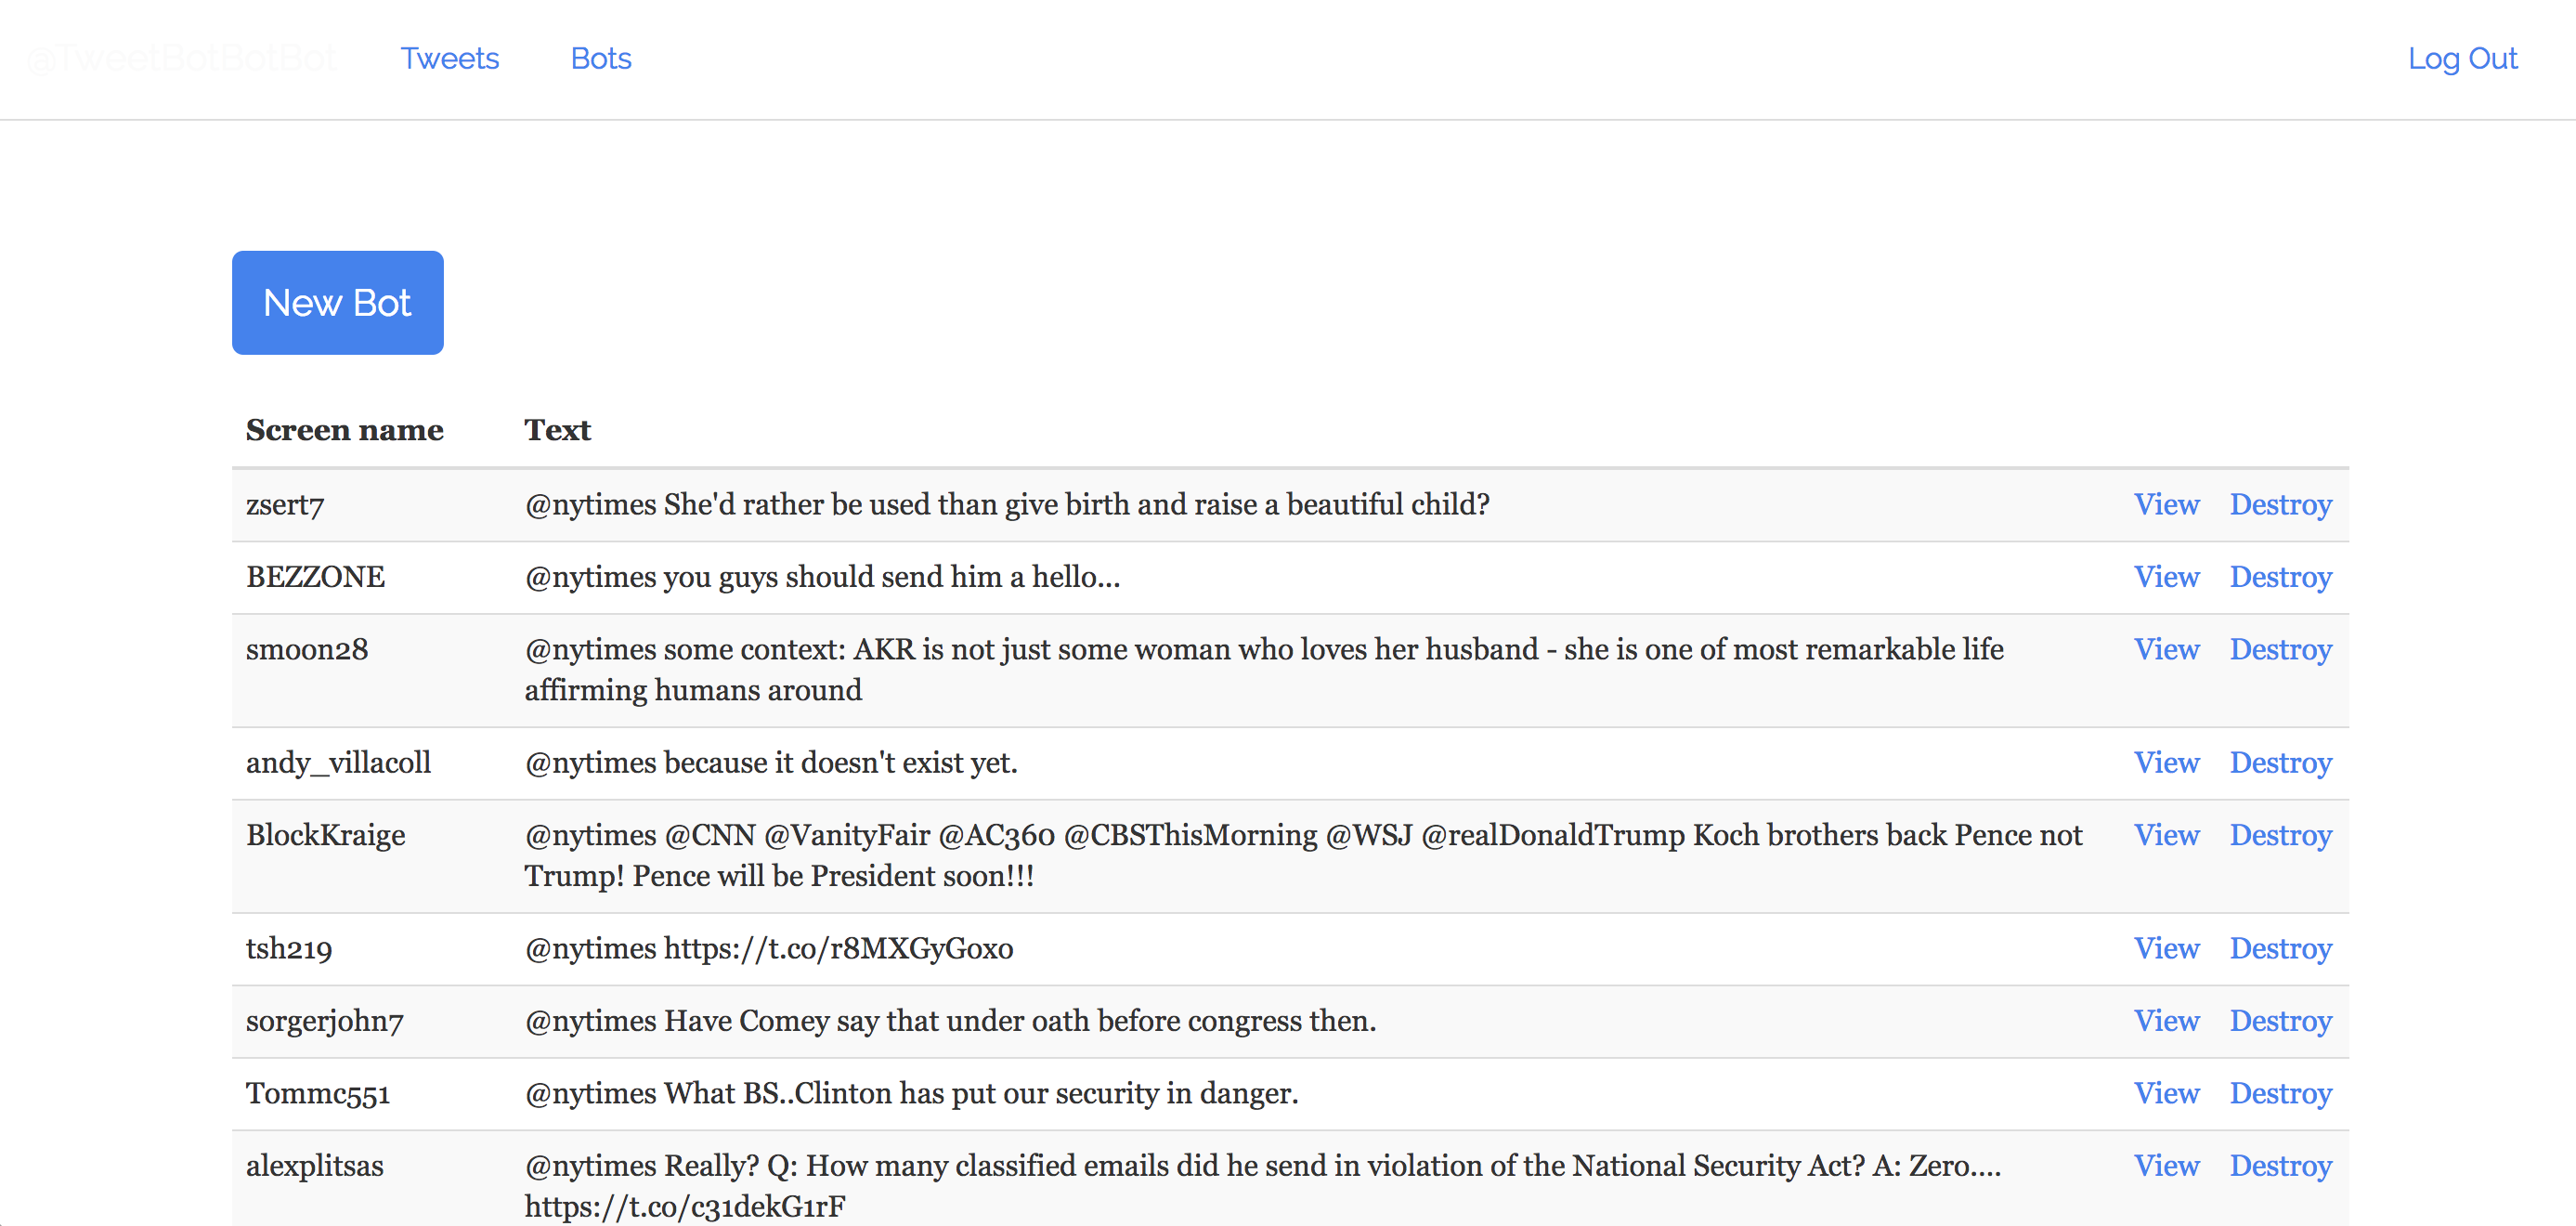 @TweetBotBotBot Tweets Bots Log Out
New Bot
Screen name Text
zsert7 @nytimes She'd rather be used than give birth and raise a beautiful child? View Destroy
BEZZONE @nytimes you guys should send him a hello... View Destroy
smoon28 @nytimes some context: AKR is not just some woman who loves her husband - she is one of most remarkable life View Destroy
affirming humans around
andy_villacoll @nytimes because it doesn't exist yet. View Destroy
BlockKraige @nytimes @CNN @VanityFair @AC360 @CBSThisMorning @WSJ @realDonaldTrump Koch brothers back Pence not View Destroy
Trump! Pence will be President soon!!!
tsh219 @nytimes https://t.co/r8MXGyGoxo View Destroy
sorgerjohn7 @nytimes Have Comey say that under oath before congress then. View Destroy
Tommc551 @nytimes What BS..Clinton has put our security in danger. View Destroy
alexplitsas @nytimes Really? Q: How many classified emails did he send in violation of the National Security Act? A: Zero.... View Destroy
https://t.co/c31dekG1rF